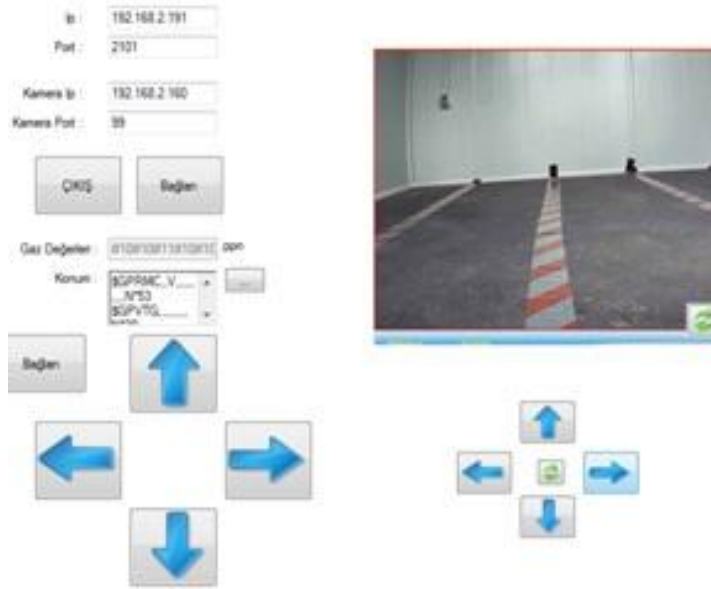 Ip :
192.168.2.191
Port :
2101
Kamera Ip :
192.168.2.160
Kamera Port :
99
ÇIKIŞ
Bağlan
Gaz Değerleri :
ppm
Konum :
$GPRMC,,V,,,,
,,,,N*53
$GPVTG,,,,,,
...
Bağlan